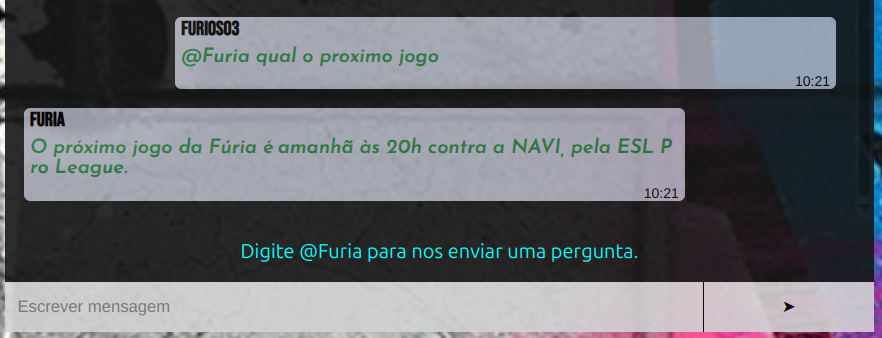 FURIOSO3
@Furia qual o proximo jogo
10:21
FURIA
O próximo jogo da Fúria é amanhã às 20h contra a NAVI, pela ESL P
ro League.
10:21
Digite @Furia para nos enviar uma pergunta.
Escrever mensagem